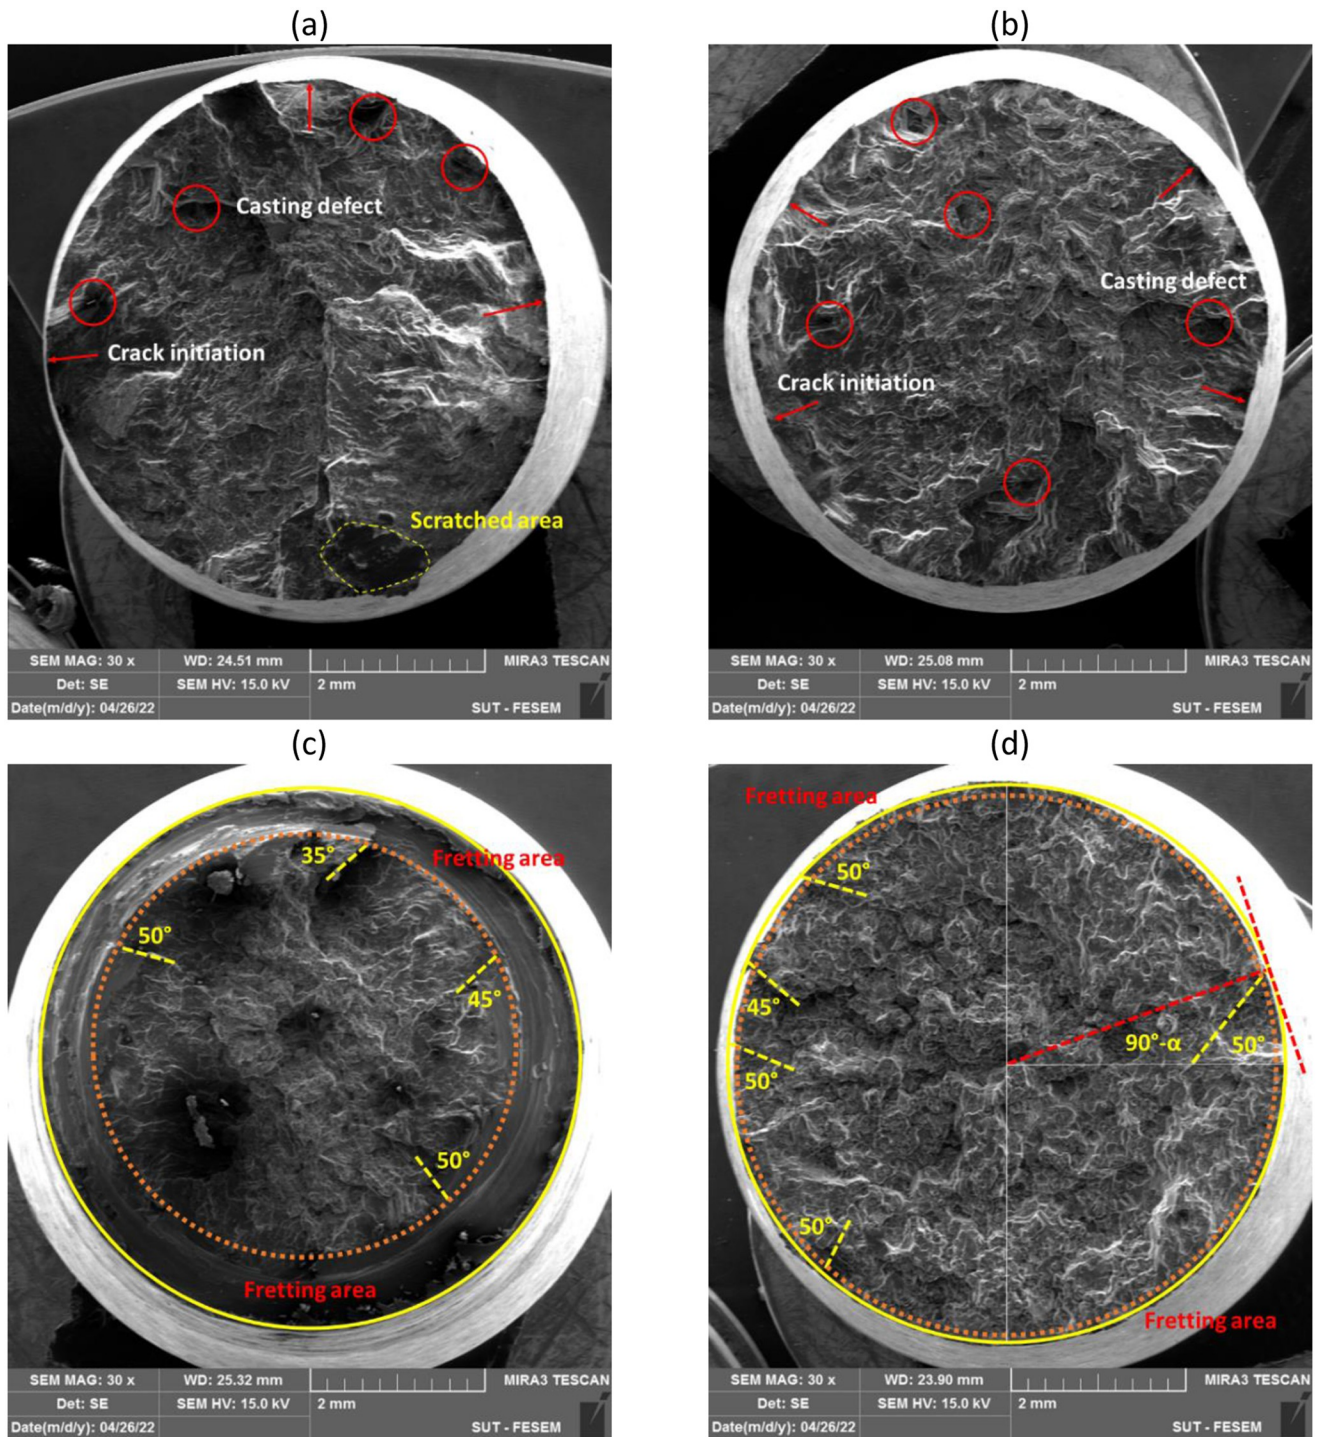 (a)
(b)
Casting defect
Crack initiation
Scratched area
Casting defect
Crack initiation
SEM MAG: 30 x
WD: 24.51 mm
MIRA3 TESCAN
Det: SE
SEM HV: 15.0 kV
2 mm
Date(m/d/y): 04/26/22
SUT - FESEM
SEM MAG: 30 x
WD: 25.08 mm
MIRA3 TESCAN
Det: SE
SEM HV: 15.0 kV
2 mm
Date(m/d/y): 04/26/22
SUT - FESEM
(c)
(d)
35°
Fretting area
50°
45°
50°
Fretting area
Fretting area
50°
45°
50°
90°-α
50°
50°
Fretting area
SEM MAG: 30 x
WD: 25.32 mm
MIRA3 TESCAN
Det: SE
SEM HV: 15.0 kV
2 mm
Date(m/d/y): 04/26/22
SUT - FESEM
SEM MAG: 30 x
WD: 23.90 mm
MIRA3 TESCAN
Det: SE
SEM HV: 15.0 kV
2 mm
Date(m/d/y): 04/26/22
SUT - FESEM